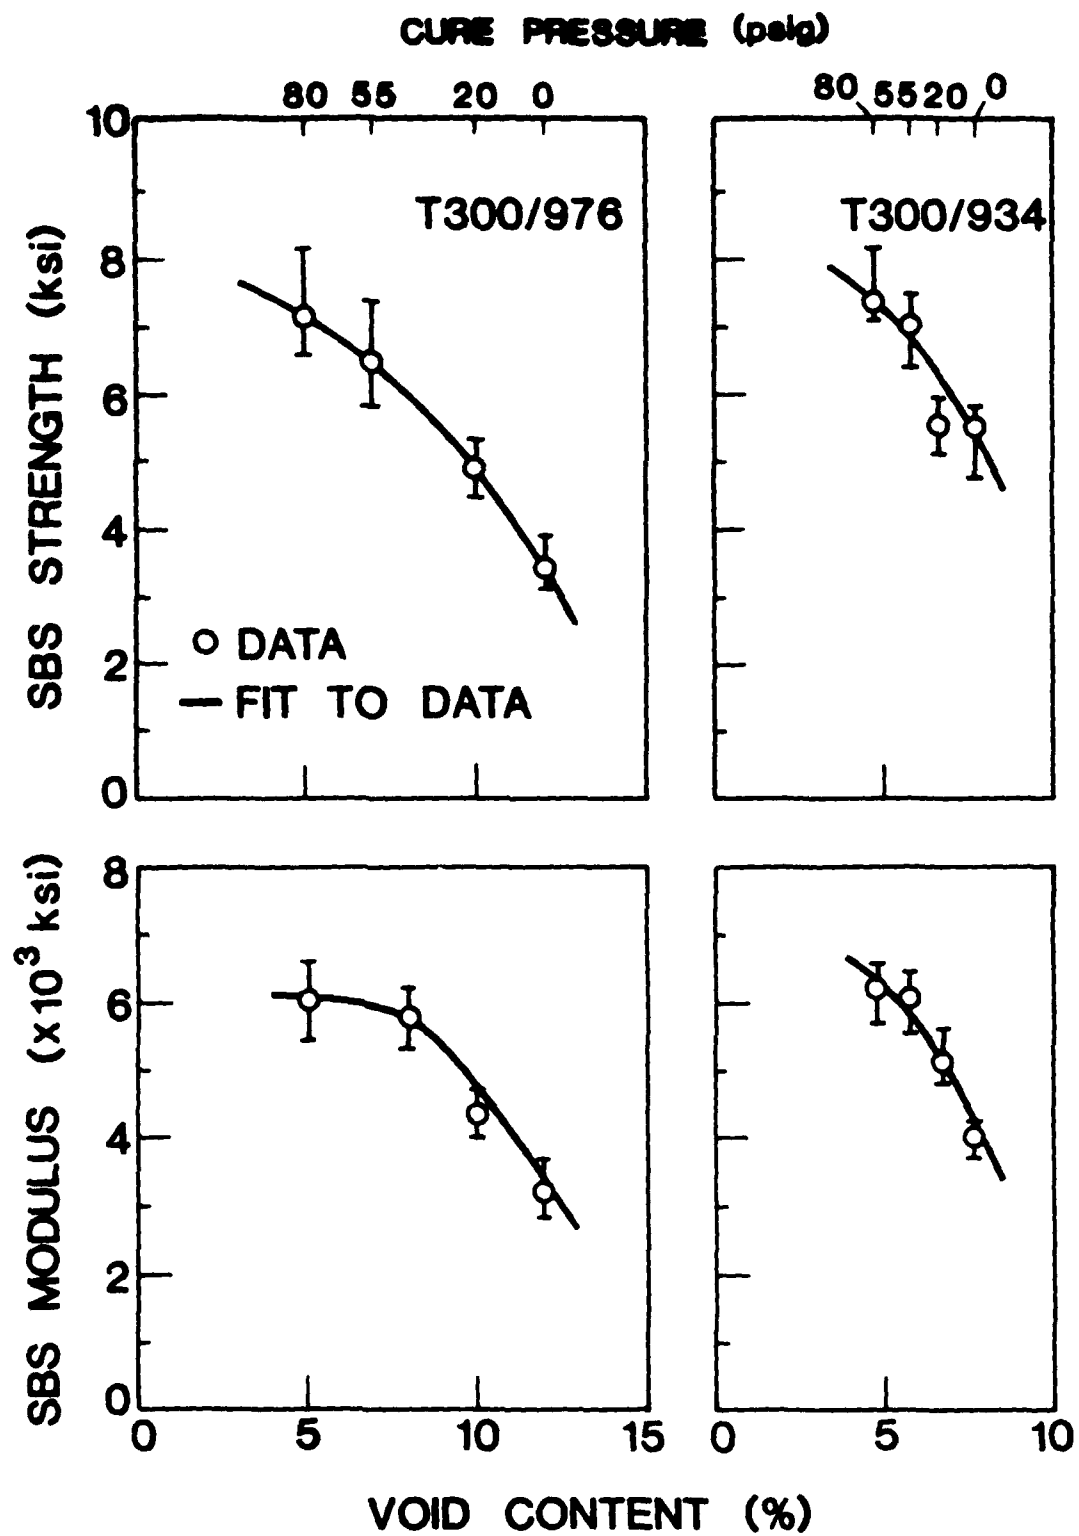 CURE PRESSURE (psig)
80 55 20 0
80 55 20 0
10
T300/976
T300/934
8
6
4
2
0
SBS STRENGTH (ksi)
DATA
FIT TO DATA
8
6
4
2
0
SBS MODULUS (x10³ ksi)
0 5 10 15
0 5 10
VOID CONTENT (%)